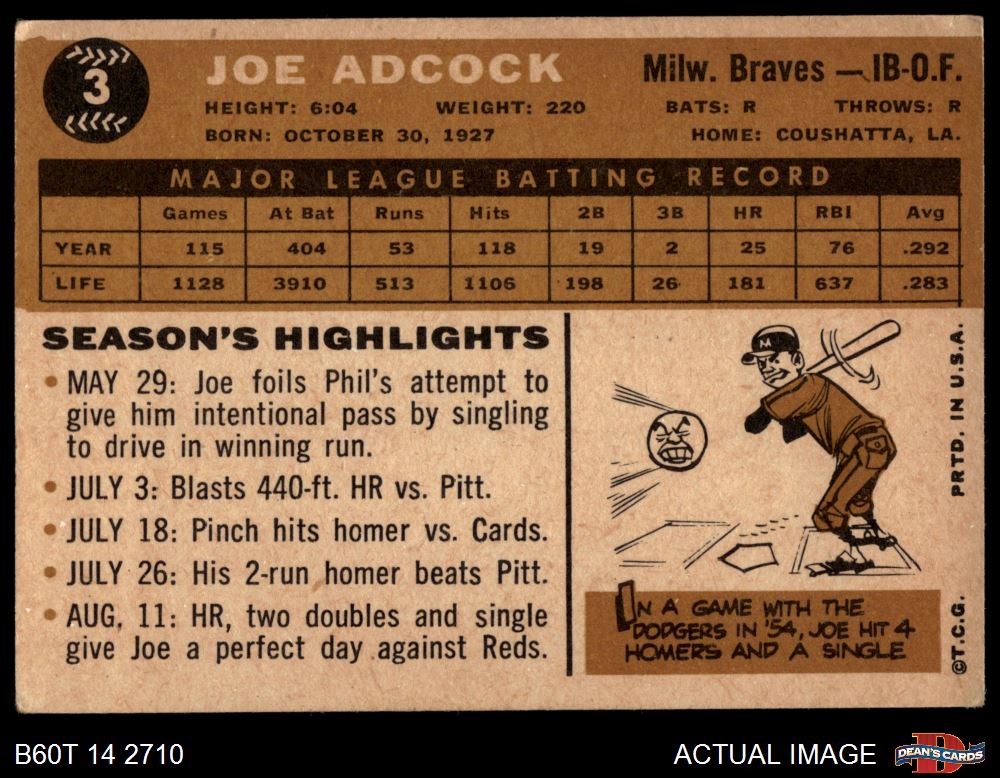 3
JOE ADCOCK
Milw. Braves — 1B-O.F.
HEIGHT: 6:04 WEIGHT: 220 BATS: R THROWS: R
BORN: OCTOBER 30, 1927 HOME: COUSHATTA, LA.
MAJOR LEAGUE BATTING RECORD
Games At Bat Runs Hits 2B 3B HR RBI Avg
YEAR 115 404 53 118 19 2 25 76 .292
LIFE 1128 3910 513 1106 198 26 181 637 .283
SEASON'S HIGHLIGHTS
• MAY 29: Joe foils Phil's attempt to
give him intentional pass by singling
to drive in winning run.
• JULY 3: Blasts 440-ft. HR vs. Pitt.
• JULY 18: Pinch hits homer vs. Cards.
• JULY 26: His 2-run homer beats Pitt.
• AUG. 11: HR, two doubles and single
give Joe a perfect day against Reds.
M
IN A GAME WITH THE
DODGERS IN '54, JOE HIT 4
HOMERS AND A SINGLE
©T.C.G. PRTD. IN U.S.A.
B60T 14 2710
ACTUAL IMAGE
D
DEAN'S CARDS